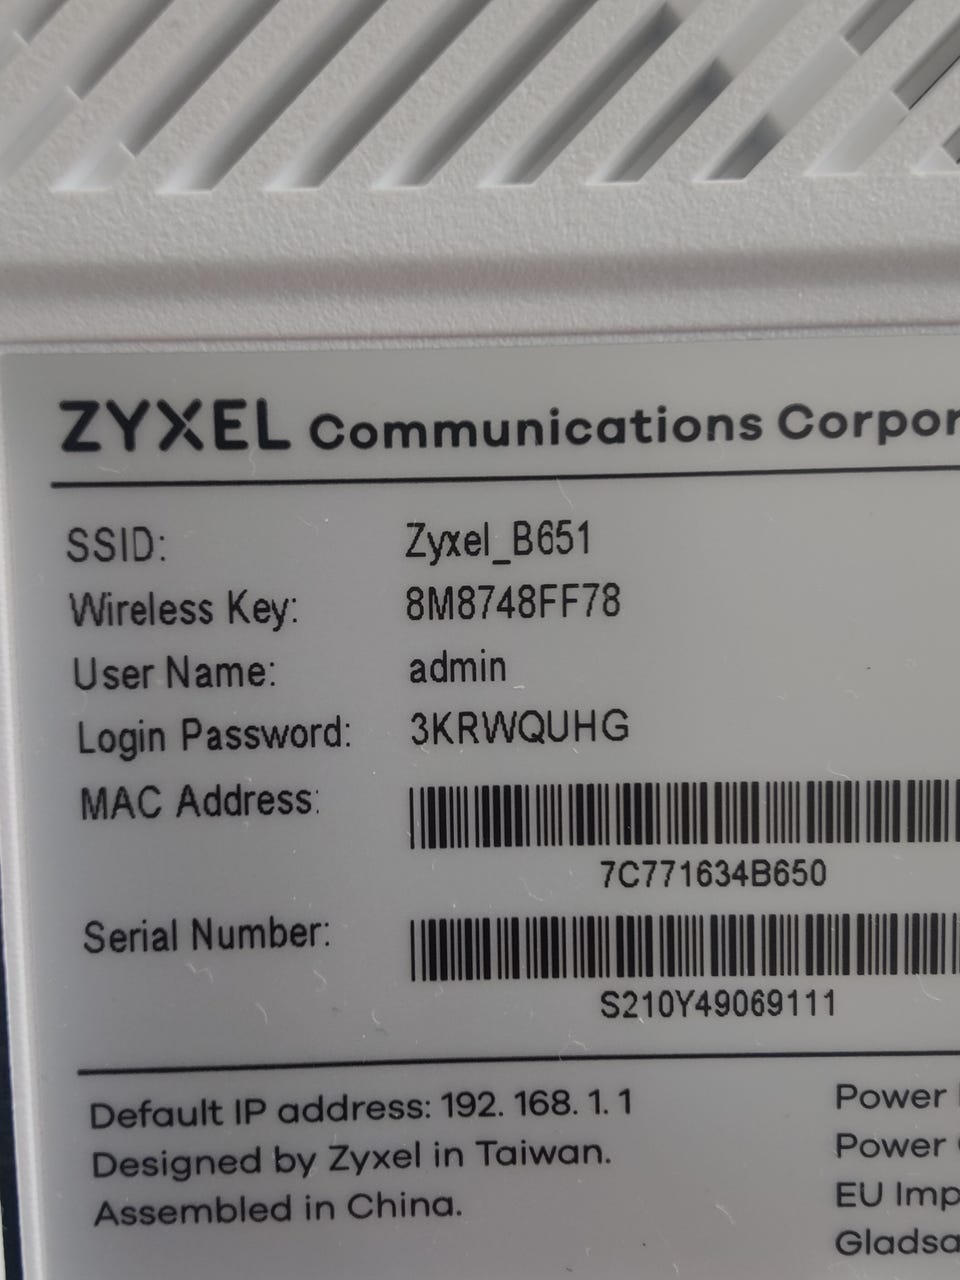 ZYXEL Communications Corpor
SSID: Zyxel_B651
Wireless Key: 8M8748FF78
User Name: admin
Login Password: 3KRWQUHG
MAC Address:
7C771634B650
Serial Number:
S210Y49069111
Default IP address: 192. 168. 1. 1
Designed by Zyxel in Taiwan.
Assembled in China.
Power
Power
EU Imp
Gladsa